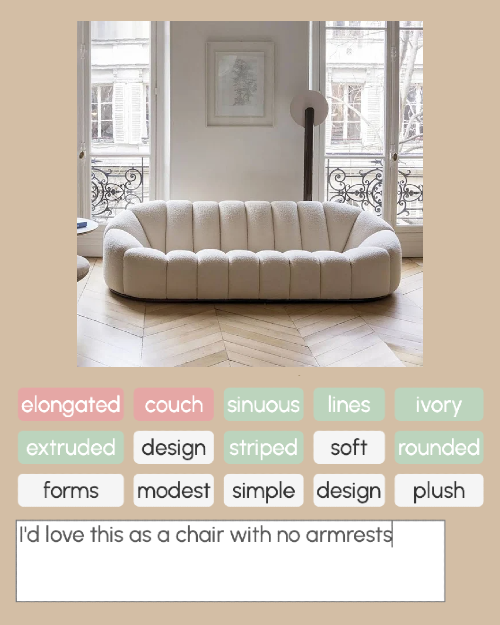 elongated couch sinuous lines ivory
extruded design striped soft rounded
forms modest simple design plush
I'd love this as a chair with no armrests